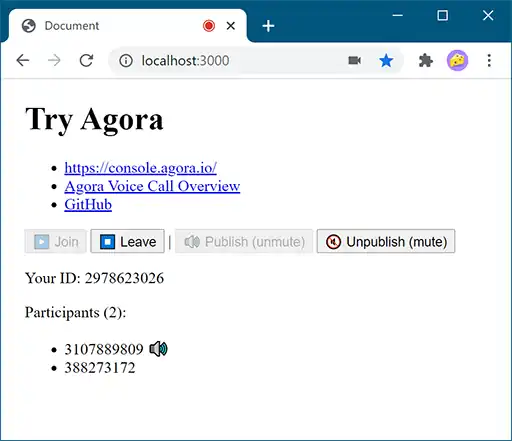 Document
localhost:3000
Try Agora
https://console.agora.io/
Agora Voice Call Overview
GitHub
Join Leave | Publish (unmute) Unpublish (mute)
Your ID: 2978623026
Participants (2):
3107889809
388273172